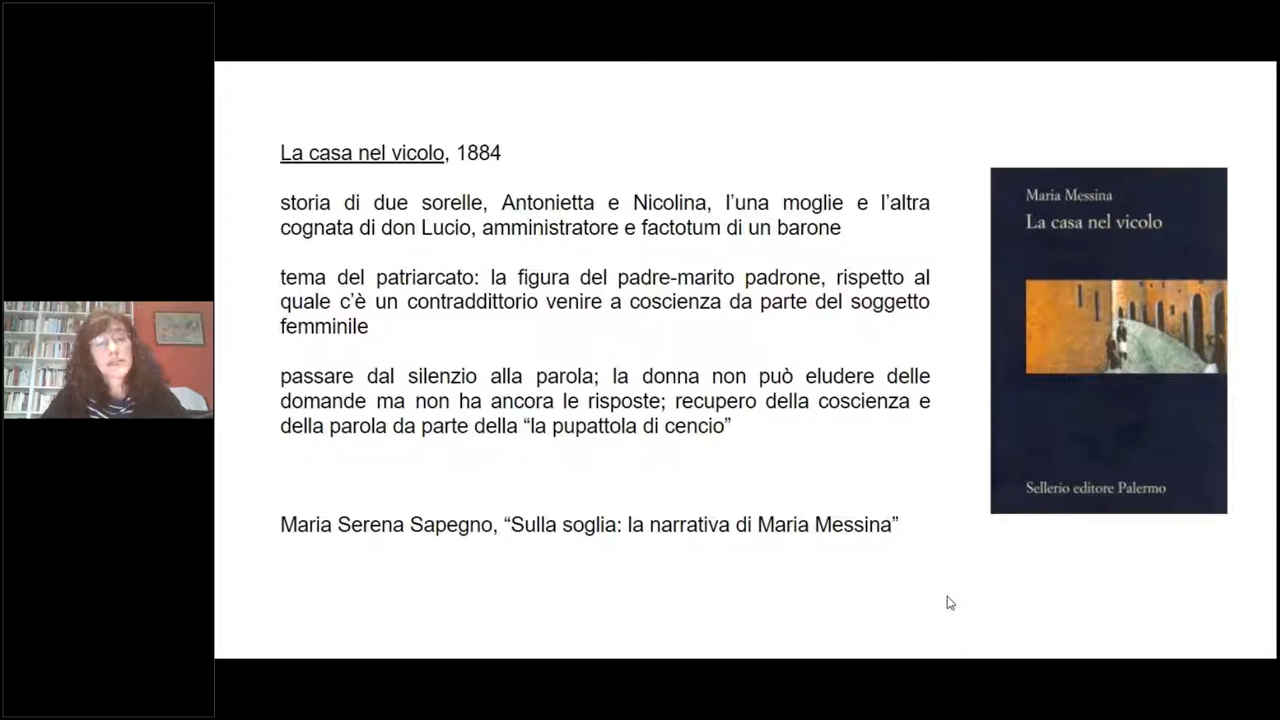 La casa nel vicolo, 1884
storia di due sorelle, Antonietta e Nicolina, l’una moglie e l’altra
cognata di don Lucio, amministratore e factotum di un barone
tema del patriarcato: la figura del padre-marito padrone, rispetto al
quale c’è un contraddittorio venire a coscienza da parte del soggetto
femminile
passare dal silenzio alla parola; la donna non può eludere delle
domande ma non ha ancora le risposte; recupero della coscienza e
della parola da parte della “la pupattola di cencio”
Maria Serena Sapegno, “Sulla soglia: la narrativa di Maria Messina”
Maria Messina
La casa nel vicolo
Sellerio editore Palermo